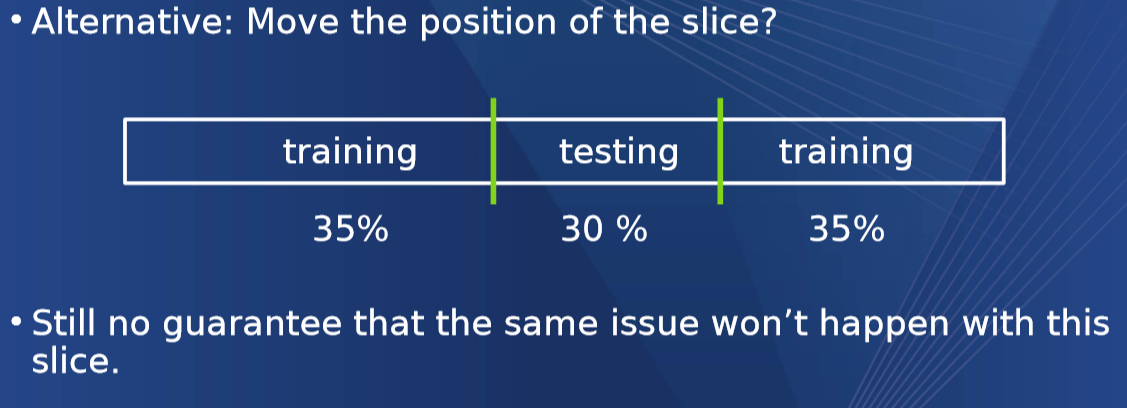 • Alternative: Move the position of the slice?
training testing training
35% 30 % 35%
• Still no guarantee that the same issue won’t happen with this
slice.